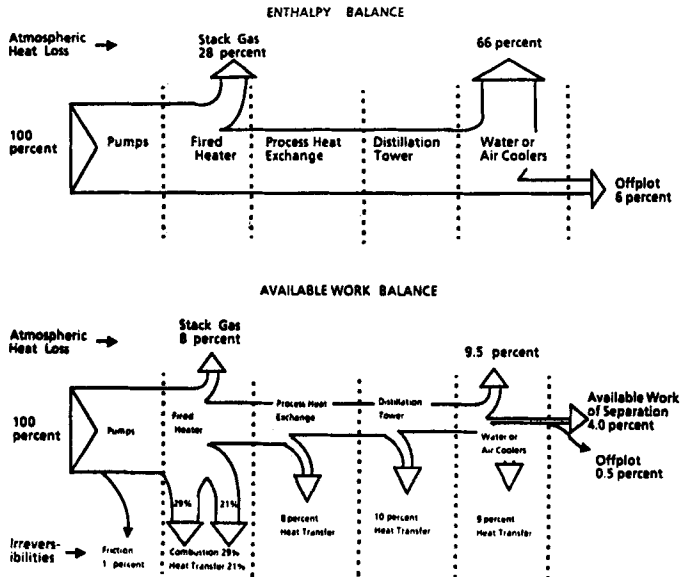 ENTHALPY BALANCE
Atmospheric
Heat Loss
Stack Gas
28 percent
66 percent
100
percent
Pumps
Fired
Heater
Process Heat
Exchange
Distillation
Tower
Water or
Air Coolers
Offplot
6 percent
AVAILABLE WORK BALANCE
Atmospheric
Heat Loss
Stack Gas
8 percent
9.5 percent
100
percent
Pumps
Fired
Heater
Process Heat
Exchange
Distillation
Tower
Water or
Air Coolers
Available Work
of Separation
4.0 percent
Offplot
0.5 percent
29%
21%
8 percent
Heat Transfer
10 percent
Heat Transfer
9 percent
Heat Transfer
Irrevers-
ibilities
Friction
1 percent
Combustion 29%
Heat Transfer 21%